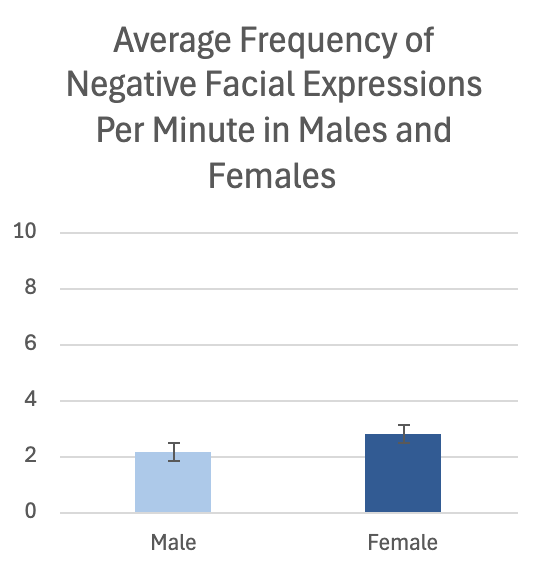 Average Frequency of
Negative Facial Expressions
Per Minute in Males and
Females
10
8
6
4
2
0
Male
Female